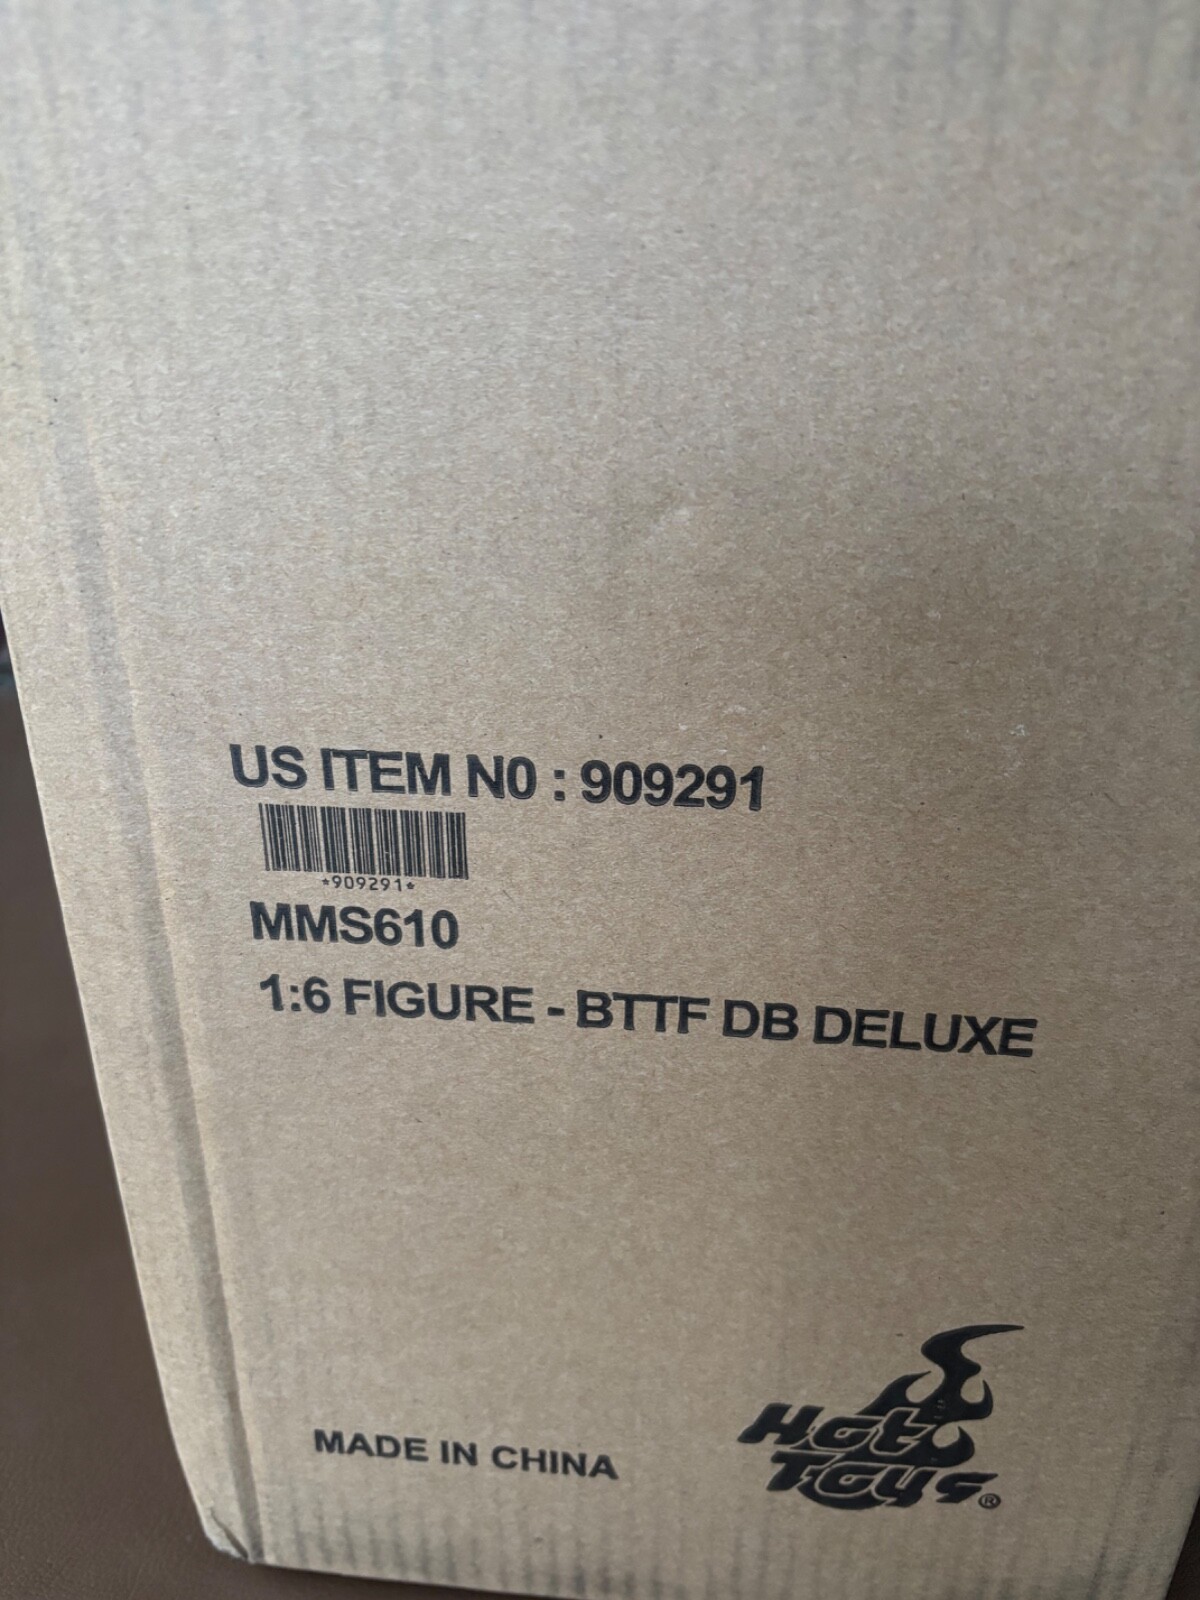 US ITEM N0 : 909291
*909291*
MMS610
1:6 FIGURE - BTTF DB DELUXE
MADE IN CHINA
Hot
Toys®